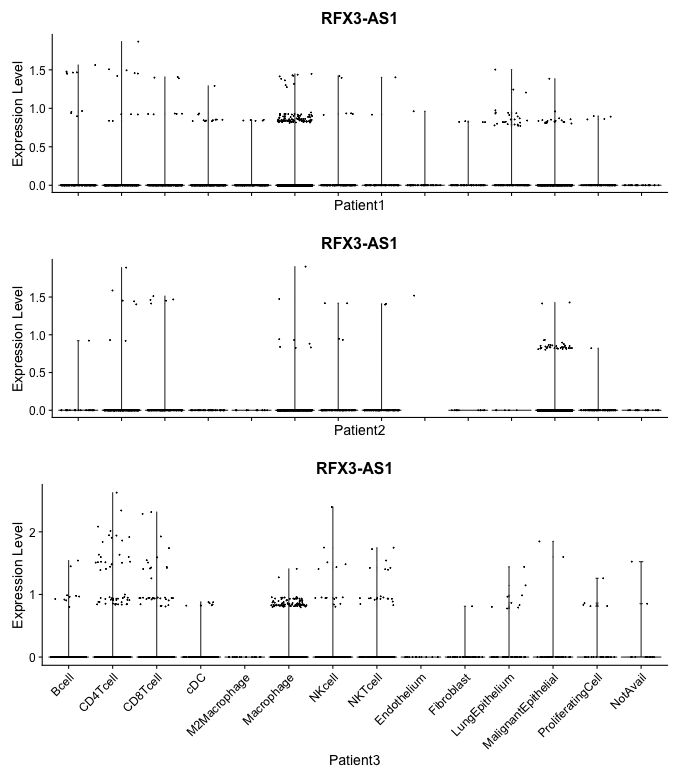 RFX3-AS1
Expression Level
1.5
1.0
0.5
0.0
Patient1
RFX3-AS1
Expression Level
1.5
1.0
0.5
0.0
Patient2
RFX3-AS1
Expression Level
2
1
0
Bcell
CD4Tcell
CD8Tcell
cDC
M2Macrophage
Macrophage
NKcell
NKTcell
Endothelium
Fibroblast
LungEpithelium
MalignantEpithelial
ProliferatingCell
NotAvail
Patient3